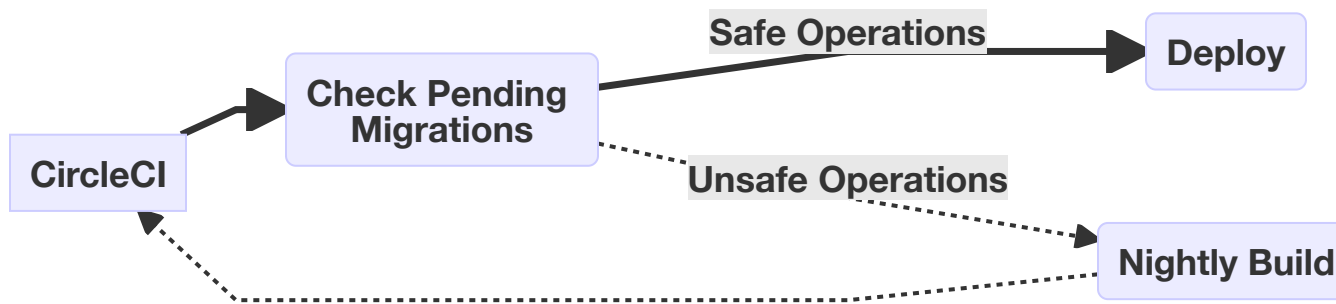 Safe Operations
Deploy
Check Pending
Migrations
CircleCI
Unsafe Operations
Nightly Build